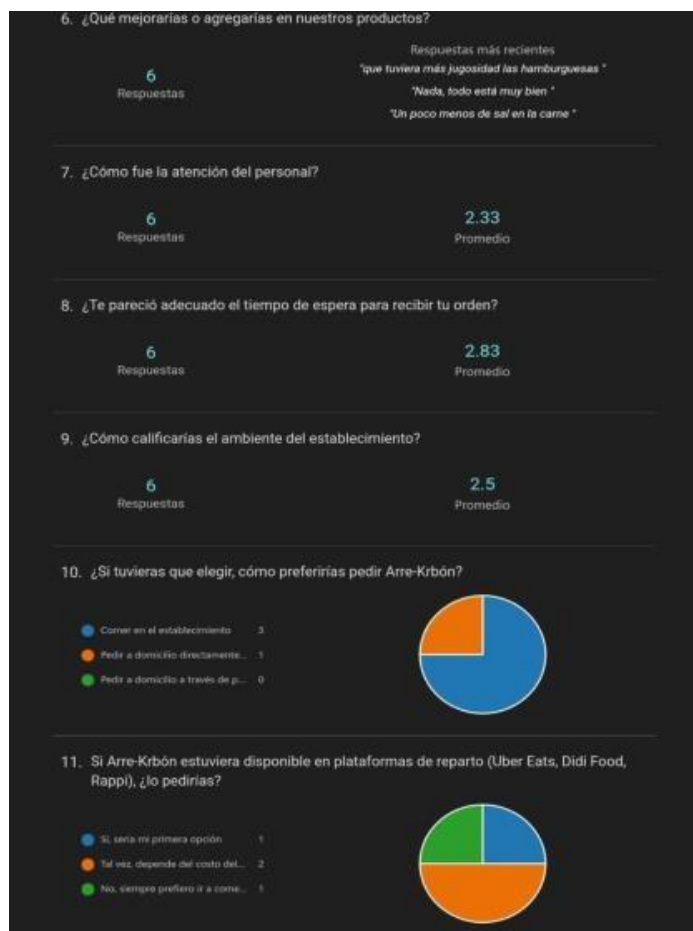 6. ¿Qué mejorarías o agregarías en nuestros productos?
6
Respuestas
Respuestas más recientes
"que tuviera más jugosidad las hamburguesas "
"Nada, todo está muy bien "
"Un poco menos de sal en la carne "
7. ¿Cómo fue la atención del personal?
6
Respuestas
2.33
Promedio
8. ¿Te pareció adecuado el tiempo de espera para recibir tu orden?
6
Respuestas
2.83
Promedio
9. ¿Cómo calificarías el ambiente del establecimiento?
6
Respuestas
2.5
Promedio
10. ¿Si tuvieras que elegir, cómo preferirías pedir Arre-Krbón?
Comer en el establecimiento 3
Pedir a domicilio directamente... 1
Pedir a domicilio a través de p... 0
11. Si Arre-Krbón estuviera disponible en plataformas de reparto (Uber Eats, Didi Food,
Rappi), ¿lo pedirías?
Sí, sería mi primera opción 1
Tal vez, depende del costo del... 2
No, siempre prefiero ir a come... 1